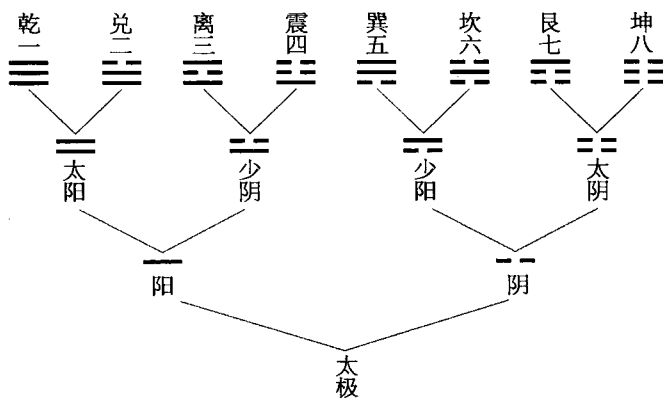 乾一 兑二 离三 震四 巽五 坎六 艮七 坤八
太阳 少阴 少阳 太阴
阳 阴
太极